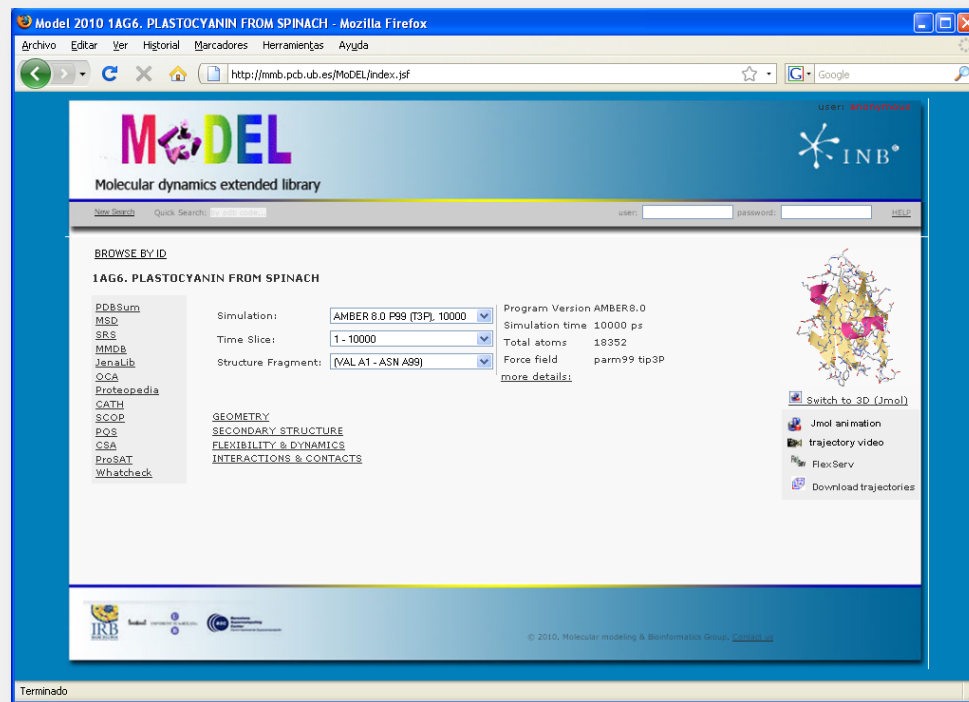 Model 2010 1AG6. PLASTOCYANIN FROM SPINACH - Mozilla Firefox
Archivo Editar Ver Historial Marcadores Herramientas Ayuda
http://mmb.pcb.ub.es/MoDEL/index.jsf
Google
user:
MoDEL
INB
Molecular dynamics extended library
New Search Quick Search: user: password: HELP
BROWSE BY ID
1AG6. PLASTOCYANIN FROM SPINACH
PDBSum
MSD
SRS
MMDB
JenaLib
OCA
Proteopedia
CATH
SCOP
PQS
CSA
ProSAT
Whatcheck
Simulation: AMBER 8.0 P99 (T3P), 10000
Time Slice: 1 - 10000
Structure Fragment: (VAL A1 - ASN A99)
Program Version AMBER8.0
Simulation time 10000 ps
Total atoms 18352
Force field parm99 tip3P
more details:
GEOMETRY
SECONDARY STRUCTURE
FLEXIBILITY & DYNAMICS
INTERACTIONS & CONTACTS
Switch to 3D (Jmol)
Jmol animation
trajectory video
FlexServ
Download trajectories
IRB
© 2010, Molecular modeling & Bioinformatics Group. Contact us
Terminado